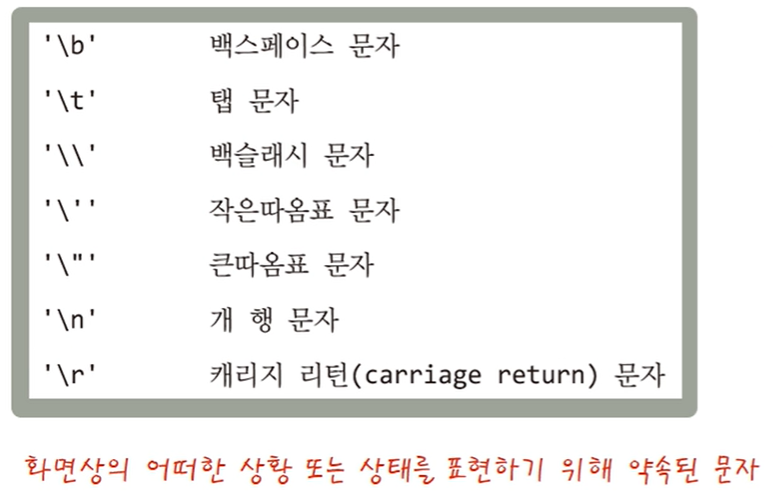 '\b' 백스페이스 문자
'\t' 탭 문자
'\\' 백슬래시 문자
'\'' 작은따옴표 문자
'\"' 큰따옴표 문자
'\n' 개 행 문자
'\r' 캐리지 리턴(carriage return) 문자
화면상의 어떠한 상황 또는 상태를 표현하기 위해 약속된 문자